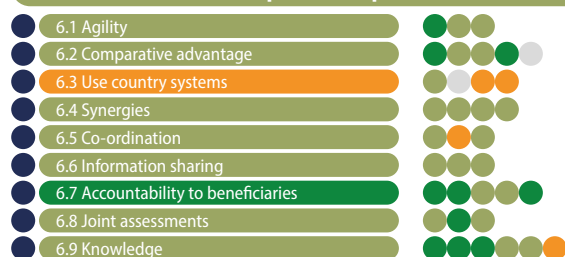 6.1 Agility
6.2 Comparative advantage
6.3 Use country systems
6.4 Synergies
6.5 Co-ordination
6.6 Information sharing
6.7 Accountability to beneficiaries
6.8 Joint assessments
6.9 Knowledge